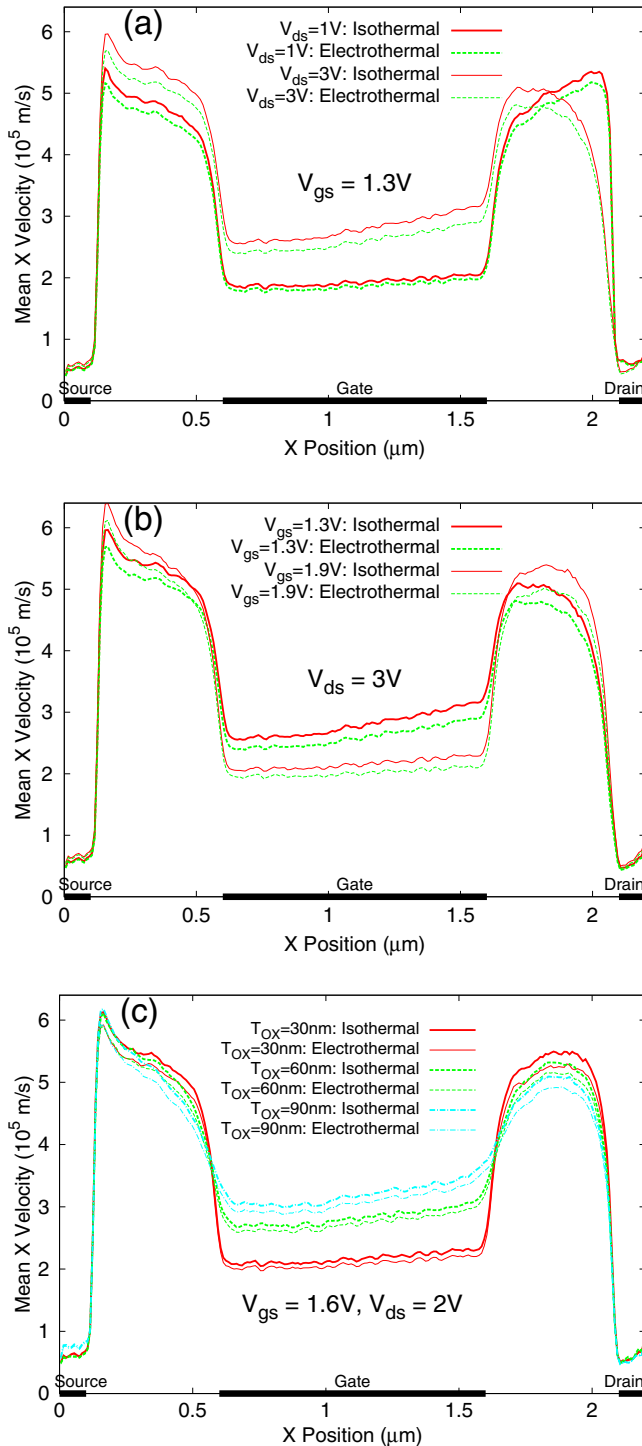 (a)
V_ds=1V: Isothermal
V_ds=1V: Electrothermal
V_ds=3V: Isothermal
V_ds=3V: Electrothermal
V_gs = 1.3V
Mean X Velocity (10^5 m/s)
6
5
4
3
2
1
0
Source Gate Drain
0 0.5 1 1.5 2
X Position (μm)
(b)
V_gs=1.3V: Isothermal
V_gs=1.3V: Electrothermal
V_gs=1.9V: Isothermal
V_gs=1.9V: Electrothermal
V_ds = 3V
Mean X Velocity (10^5 m/s)
6
5
4
3
2
1
0
Source Gate Drain
0 0.5 1 1.5 2
X Position (μm)
(c)
T_OX=30nm: Isothermal
T_OX=30nm: Electrothermal
T_OX=60nm: Isothermal
T_OX=60nm: Electrothermal
T_OX=90nm: Isothermal
T_OX=90nm: Electrothermal
V_gs = 1.6V, V_ds = 2V
Mean X Velocity (10^5 m/s)
6
5
4
3
2
1
0
Source Gate Drain
0 0.5 1 1.5 2
X Position (μm)